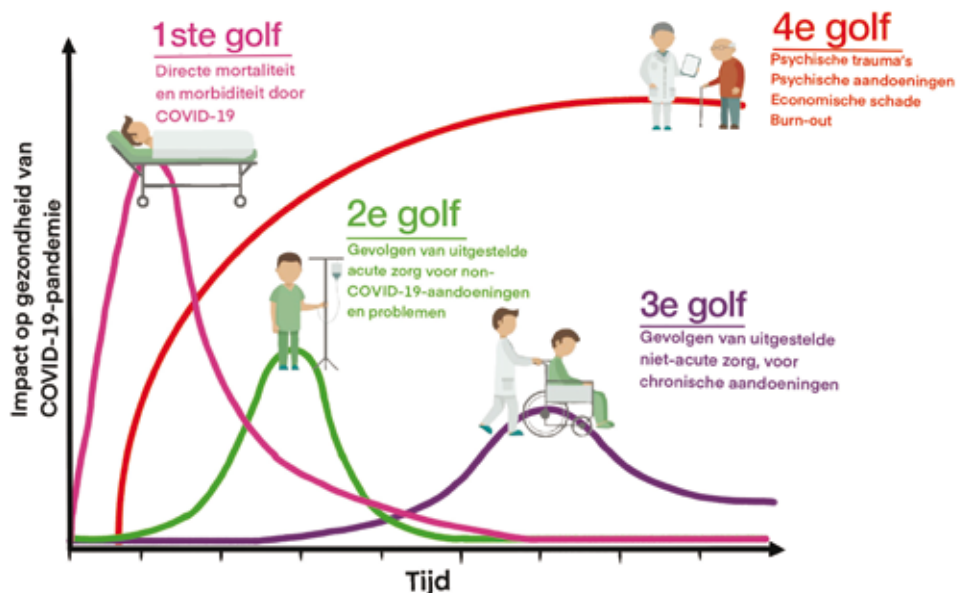 1ste golf
Directe mortaliteit
en morbiditeit door
COVID-19
4e golf
Psychische trauma's
Psychische aandoeningen
Economische schade
Burn-out
2e golf
Gevolgen van uitgestelde
acute zorg voor non-
COVID-19-aandoeningen
en problemen
3e golf
Gevolgen van uitgestelde
niet-acute zorg, voor
chronische aandoeningen
Impact op gezondheid van
COVID-19-pandemie
Tijd